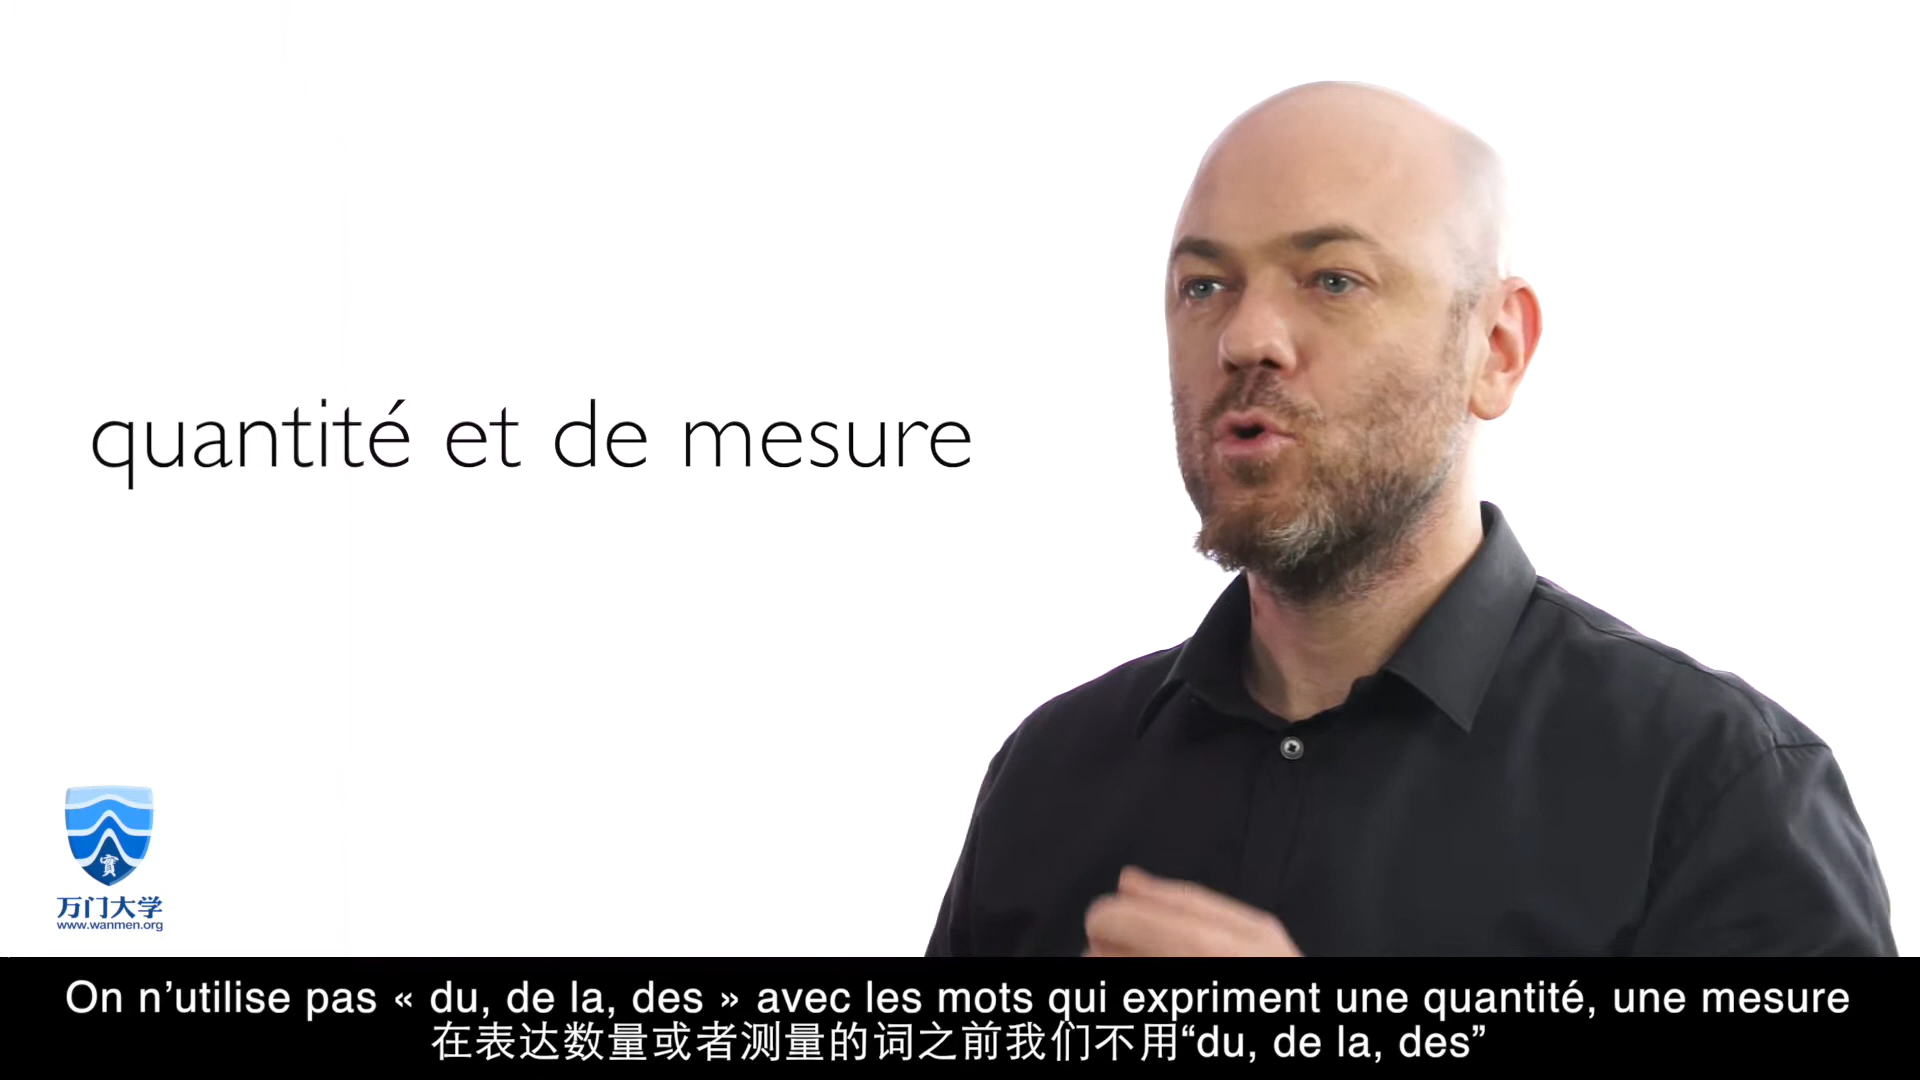 quantité et de mesure
寳
万门大学
www.wanmen.org
On n’utilise pas « du, de la, des » avec les mots qui expriment une quantité, une mesure
在表达数量或者测量的词之前我们不用“du, de la, des”